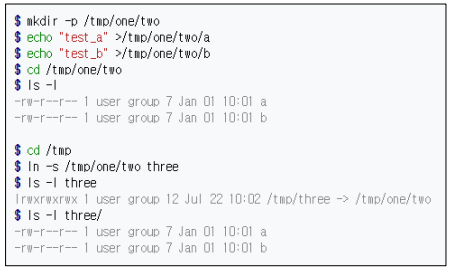 $ mkdir -p /tmp/one/two
$ echo "test_a" >/tmp/one/two/a
$ echo "test_b" >/tmp/one/two/b
$ cd /tmp/one/two
$ ls -l
-rw-r--r-- 1 user group 7 Jan 01 10:01 a
-rw-r--r-- 1 user group 7 Jan 01 10:01 b
$ cd /tmp
$ ln -s /tmp/one/two three
$ ls -l three
lrwxrwxrwx 1 user group 12 Jul 22 10:02 /tmp/three -> /tmp/one/two
$ ls -l three/
-rw-r--r-- 1 user group 7 Jan 01 10:01 a
-rw-r--r-- 1 user group 7 Jan 01 10:01 b